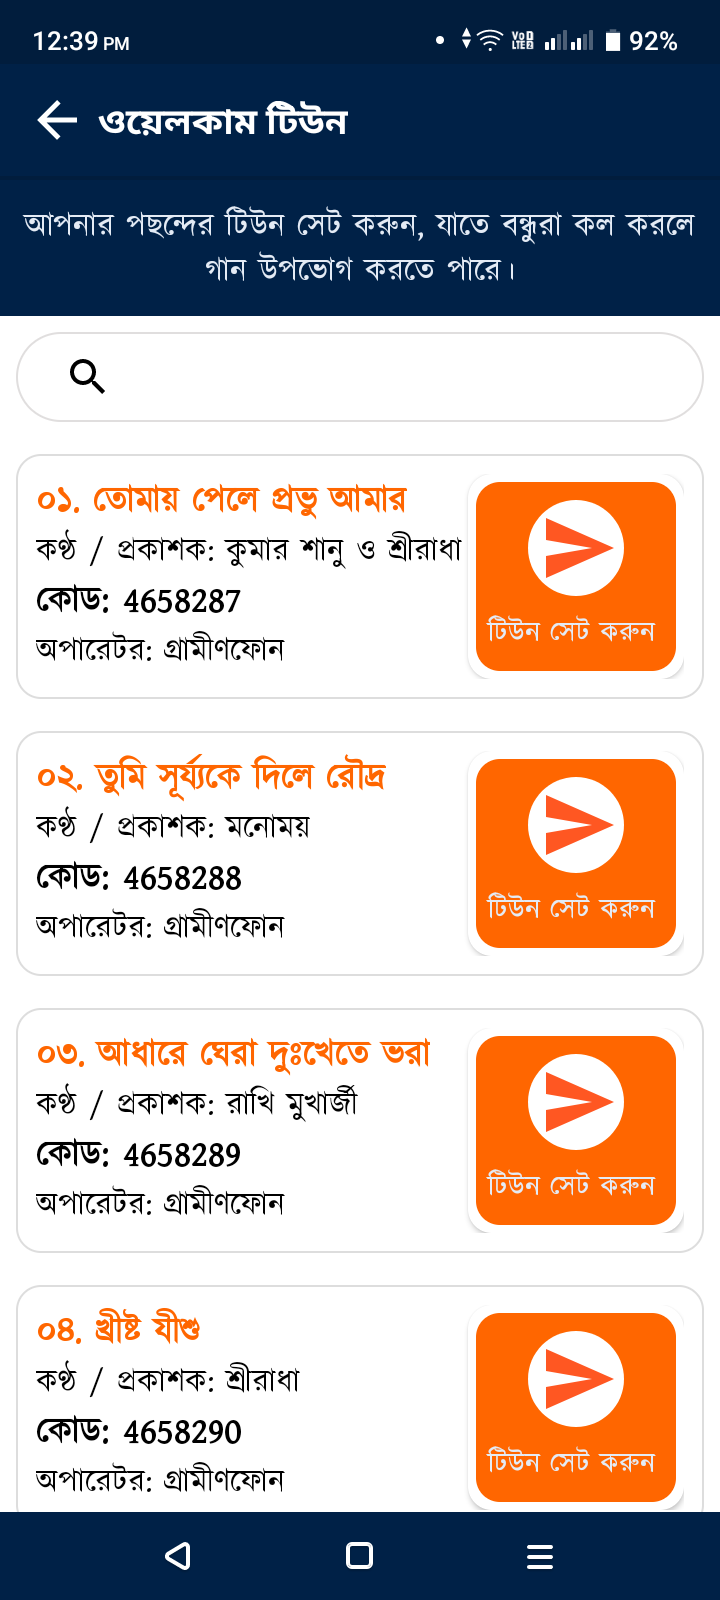 12:39 PM
VoD LTE2 92%
ওয়েলকাম টিউন
আপনার পছন্দের টিউন সেট করুন, যাতে বন্ধুরা কল করলে
গান উপভোগ করতে পারে।
০১. তোমায় পেলে প্রভু আমার
কণ্ঠ / প্রকাশক: কুমার শানু ও শ্রীরাধা
কোড: 4658287
অপারেটর: গ্রামীণফোন
টিউন সেট করুন
০২. তুমি সূর্য্যকে দিলে রৌদ্র
কণ্ঠ / প্রকাশক: মনোময়
কোড: 4658288
অপারেটর: গ্রামীণফোন
টিউন সেট করুন
০৩. আধারে ঘেরা দুঃখেতে ভরা
কণ্ঠ / প্রকাশক: রাখি মুখার্জী
কোড: 4658289
অপারেটর: গ্রামীণফোন
টিউন সেট করুন
০৪. খ্রীষ্ট যীশু
কণ্ঠ / প্রকাশক: শ্রীরাধা
কোড: 4658290
অপারেটর: গ্রামীণফোন
টিউন সেট করুন